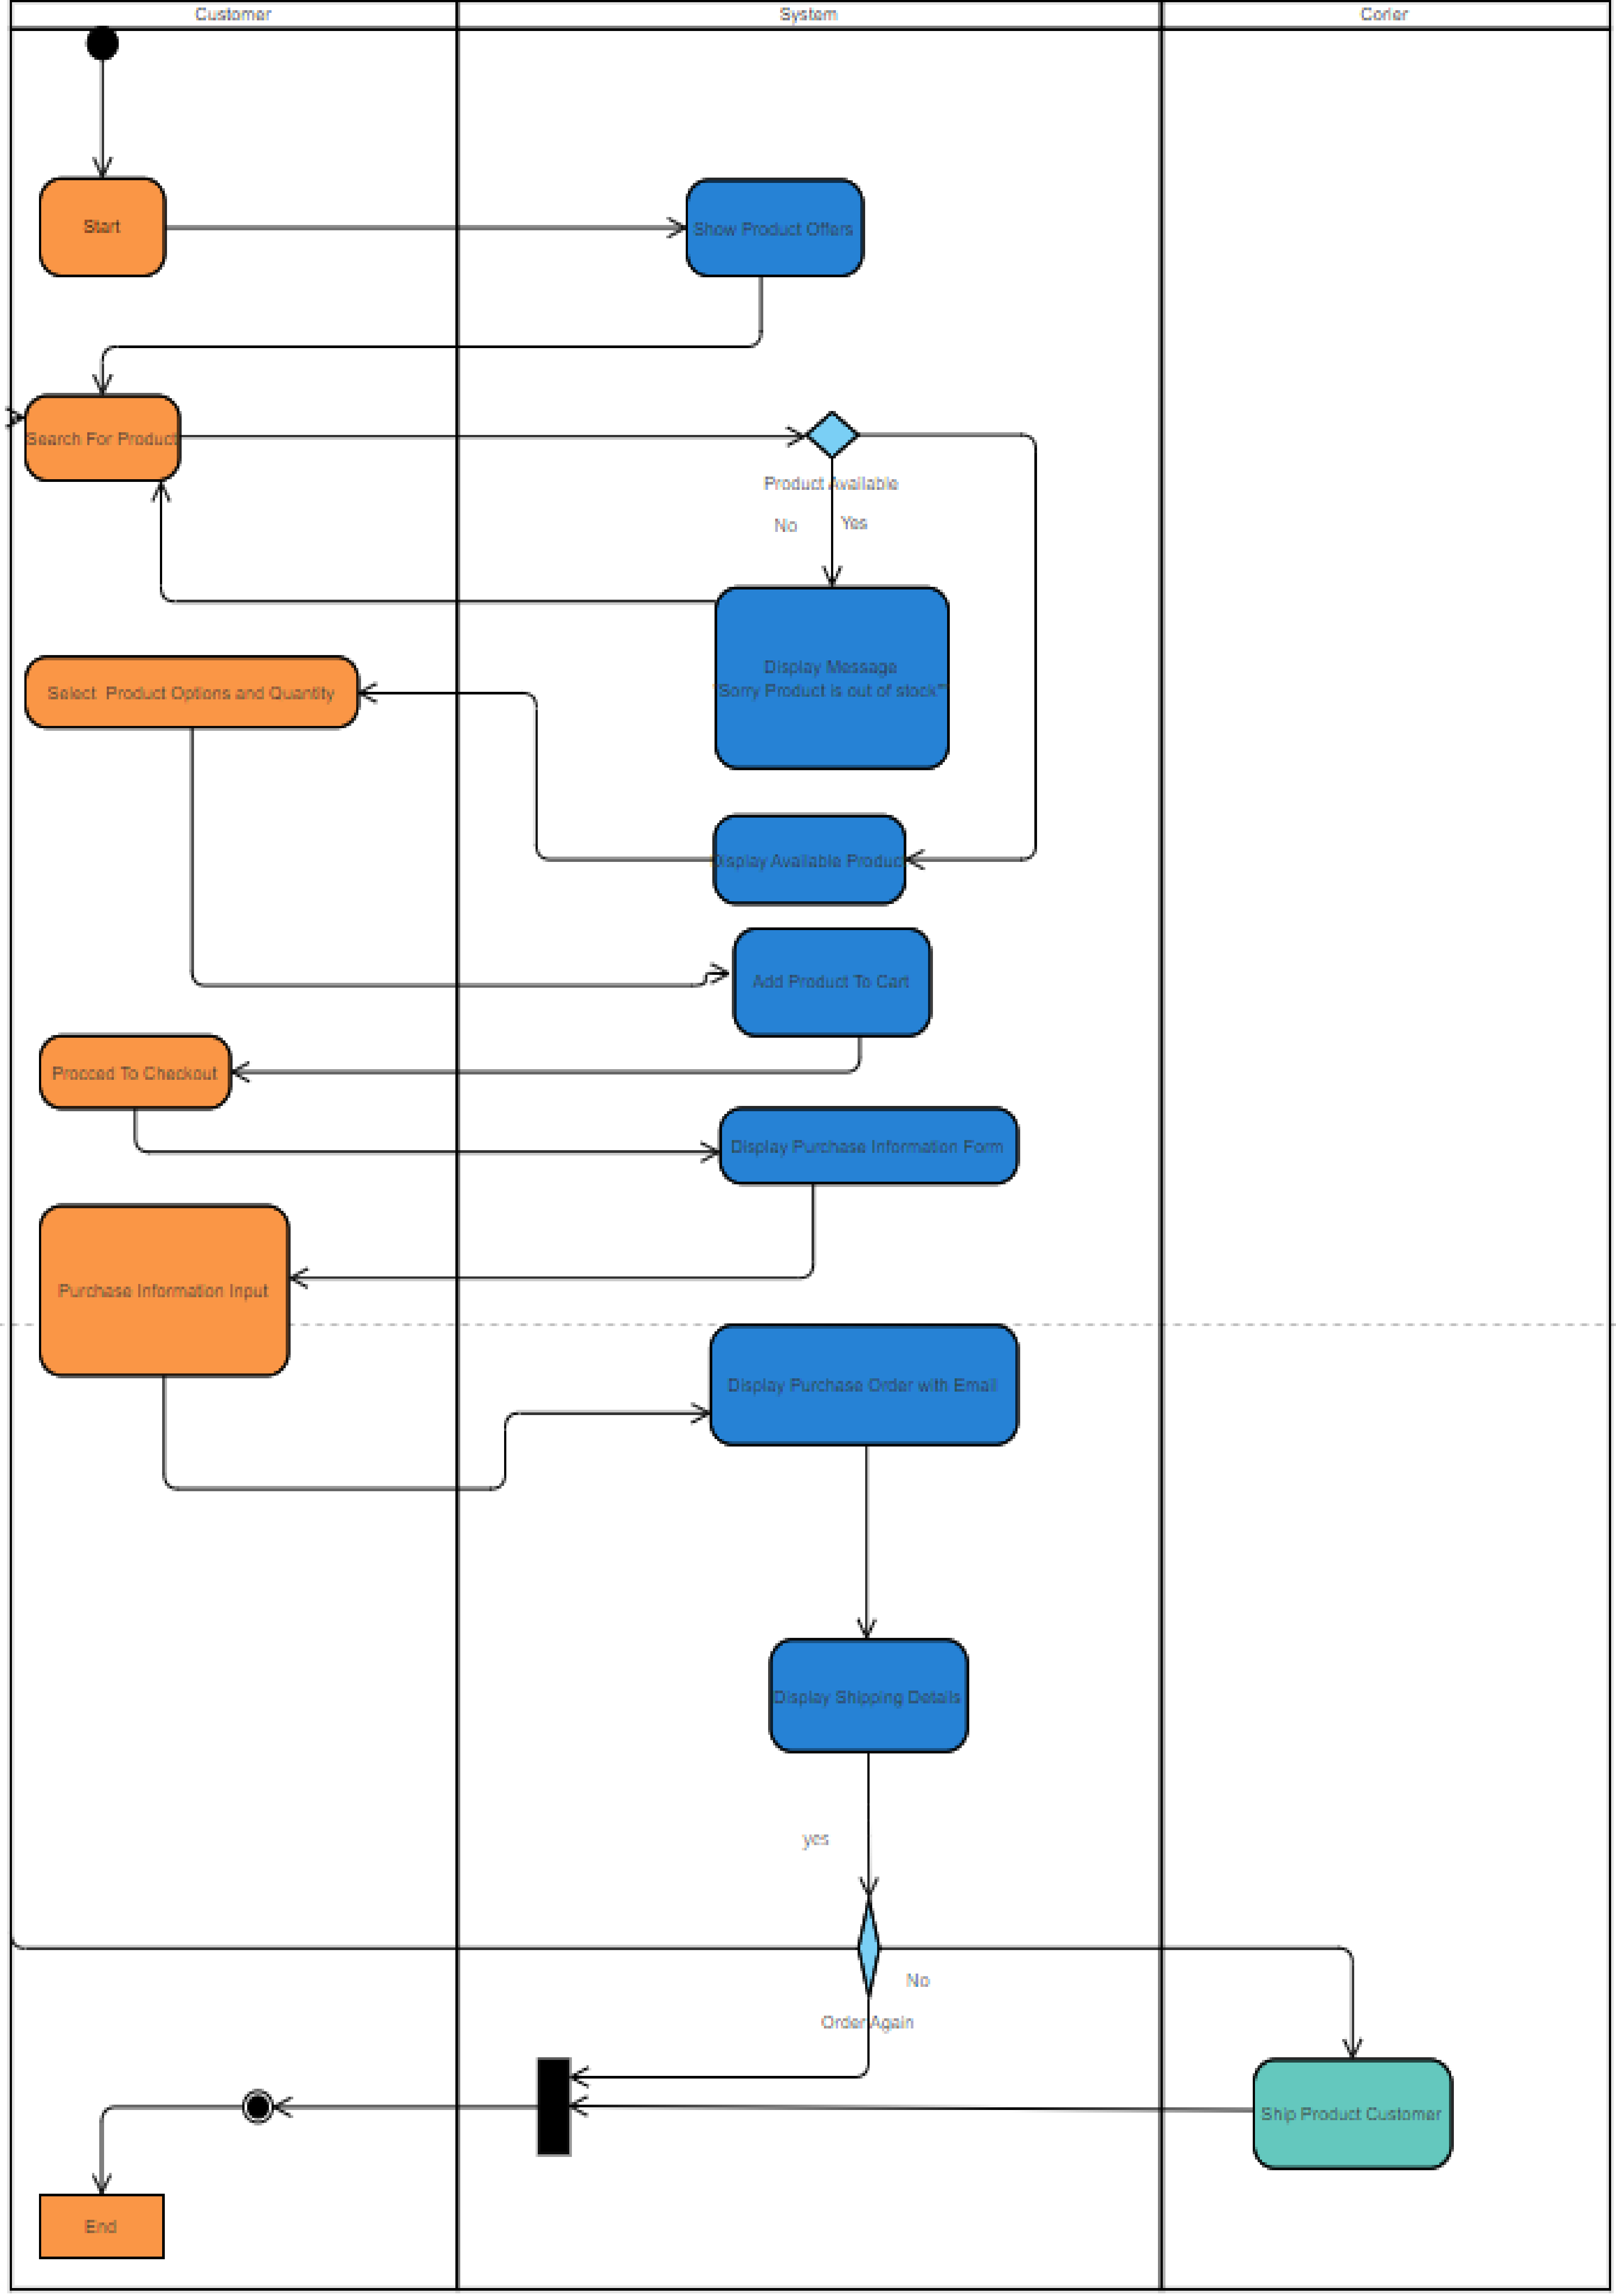 Customer
System
Corier
Start
Show Product Offers
Search For Product
Product Available
No
Yes
Display Message
"Sorry Product is out of stock"
Select Product Options and Quantity
Display Available Product
Add Product To Cart
Procced To Checkout
Display Purchase Information Form
Purchase Information Input
Display Purchase Order with Email
Display Shipping Details
yes
No
Order Again
Ship Product Customer
End